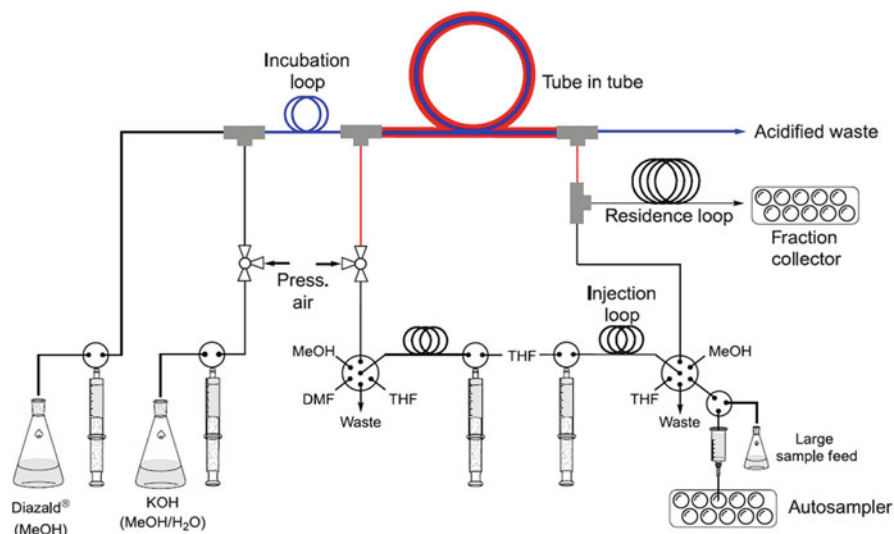 Incubation
loop
Tube in tube
Acidified waste
Residence loop
Fraction
collector
Press.
air
Injection
loop
MeOH
DMF
THF
Waste
THF
MeOH
THF
Waste
Large
sample feed
Autosampler
Diazald®
(MeOH)
KOH
(MeOH/H₂O)